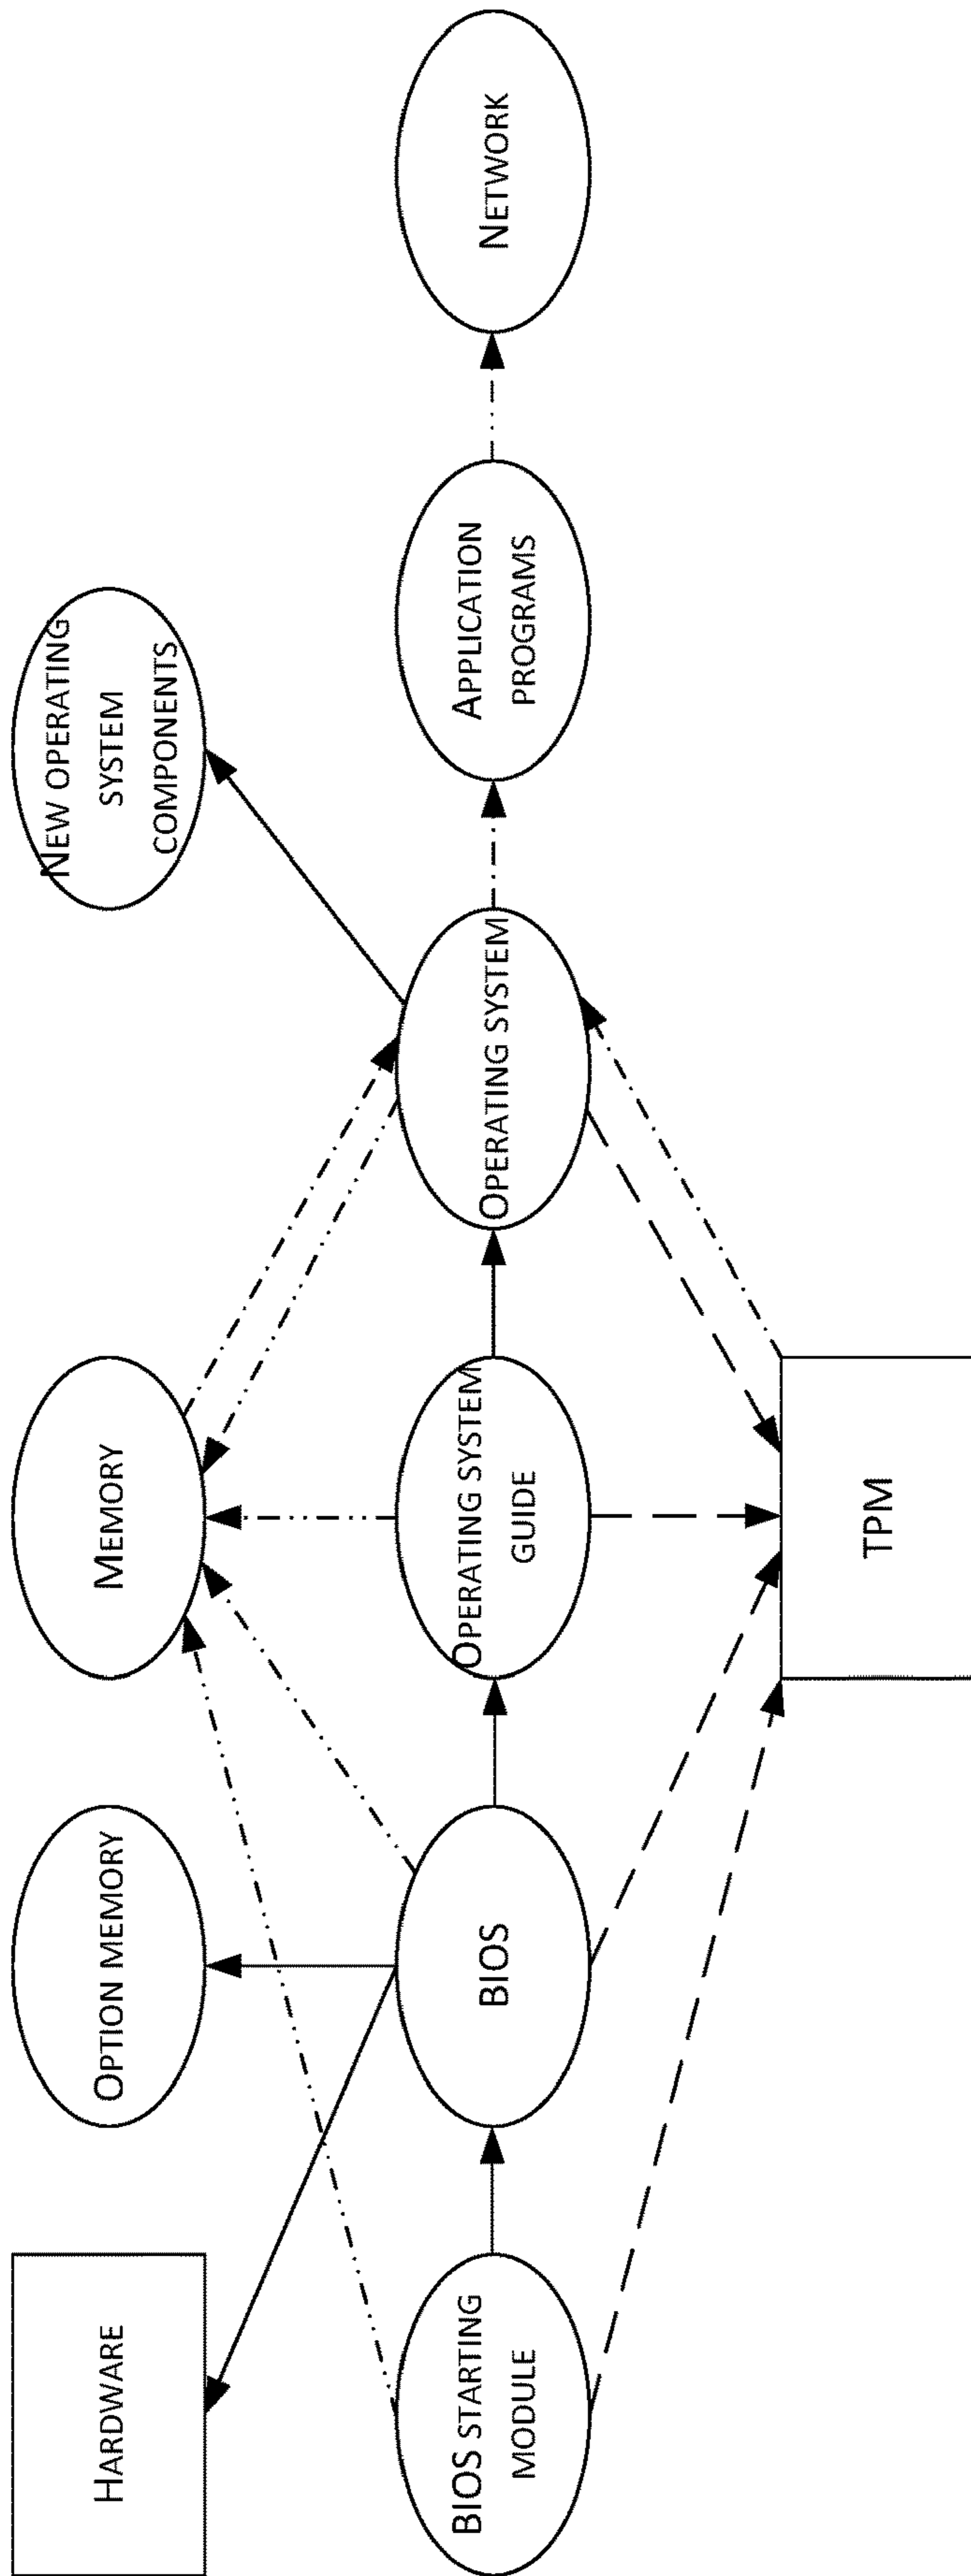 HARDWARE
OPTION MEMORY
MEMORY
NEW OPERATING
SYSTEM
COMPONENTS
BIOS STARTING
MODULE
BIOS
OPERATING SYSTEM
GUIDE
OPERATING SYSTEM
APPLICATION
PROGRAMS
NETWORK
TPM